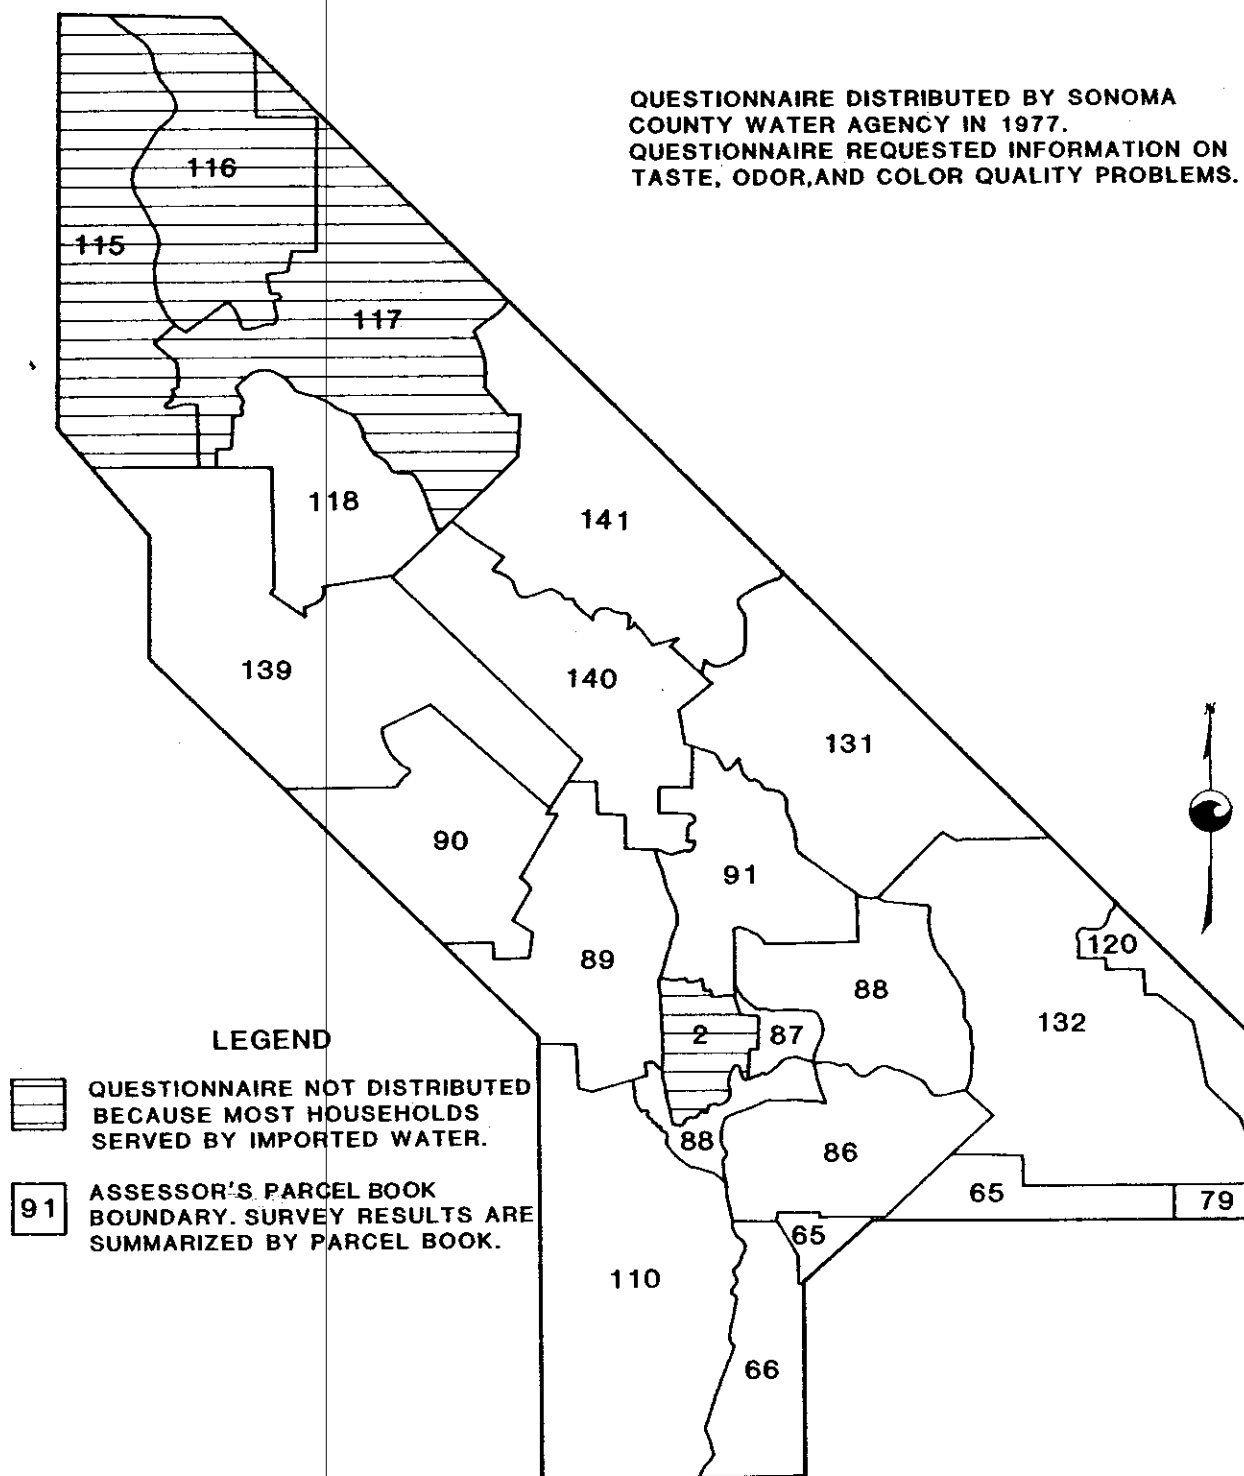 QUESTIONNAIRE DISTRIBUTED BY SONOMA
COUNTY WATER AGENCY IN 1977.
QUESTIONNAIRE REQUESTED INFORMATION ON
TASTE, ODOR, AND COLOR QUALITY PROBLEMS.
116
115
117
118
141
139
140
N
131
90
91
120
89
88
132
2
87
LEGEND
QUESTIONNAIRE NOT DISTRIBUTED
BECAUSE MOST HOUSEHOLDS
SERVED BY IMPORTED WATER.
88
86
65
79
91
ASSESSOR'S PARCEL BOOK
BOUNDARY. SURVEY RESULTS ARE
SUMMARIZED BY PARCEL BOOK.
65
110
66